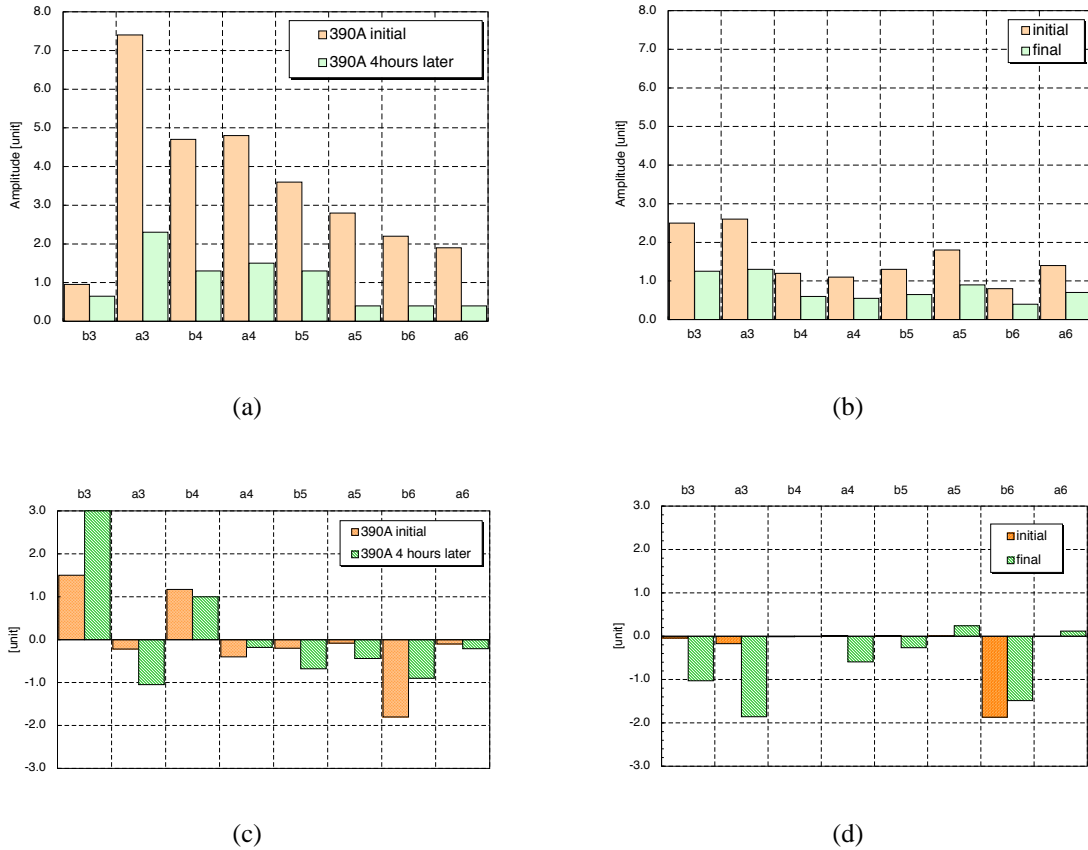 8.0
7.0
6.0
5.0
4.0
3.0
2.0
1.0
0.0
Amplitude [unit]
390A initial
390A 4hours later
b3 a3 b4 a4 b5 a5 b6 a6
(a)
8.0
7.0
6.0
5.0
4.0
3.0
2.0
1.0
0.0
Amplitude [unit]
initial
final
b3 a3 b4 a4 b5 a5 b6 a6
(b)
b3 a3 b4 a4 b5 a5 b6 a6
3.0
2.0
1.0
0.0
-1.0
-2.0
-3.0
[unit]
390A initial
390A 4 hours later
(c)
b3 a3 b4 a4 b5 a5 b6 a6
3.0
2.0
1.0
0.0
-1.0
-2.0
-3.0
[unit]
initial
final
(d)